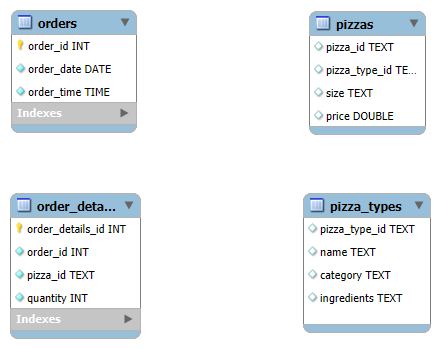 orders
order_id INT
order_date DATE
order_time TIME
Indexes
pizzas
pizza_id TEXT
pizza_type_id TE...
size TEXT
price DOUBLE
order_deta...
order_details_id INT
order_id INT
pizza_id TEXT
quantity INT
Indexes
pizza_types
pizza_type_id TEXT
name TEXT
category TEXT
ingredients TEXT